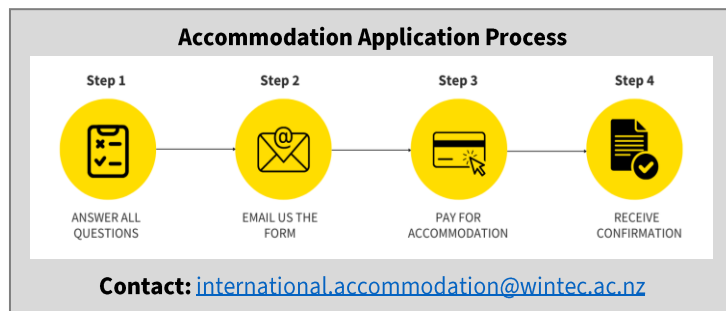 Accommodation Application Process
Step 1
Step 2
Step 3
Step 4
@
ANSWER ALL
QUESTIONS
EMAIL US THE
FORM
PAY FOR
ACCOMMODATION
RECEIVE
CONFIRMATION
Contact: international.accommodation@wintec.ac.nz